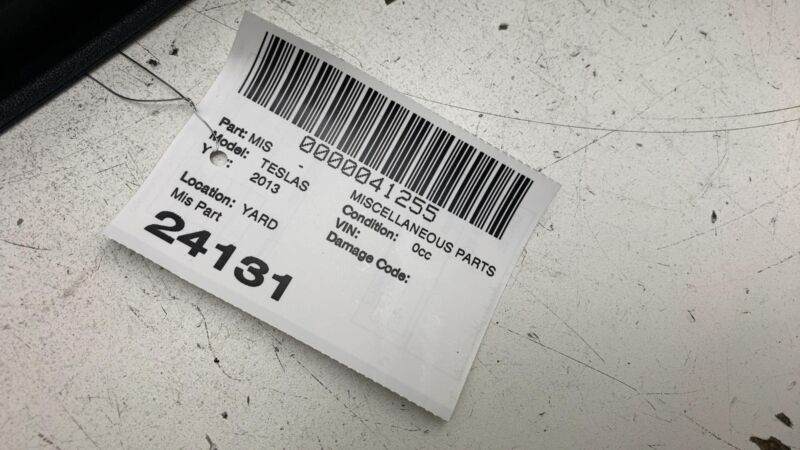 0000041255
Part: MIS - MISCELLANEOUS PARTS
Model: TESLAS Condition: 0cc
2013 VIN:
Damage Code:
Location: YARD
Mis Part
24131